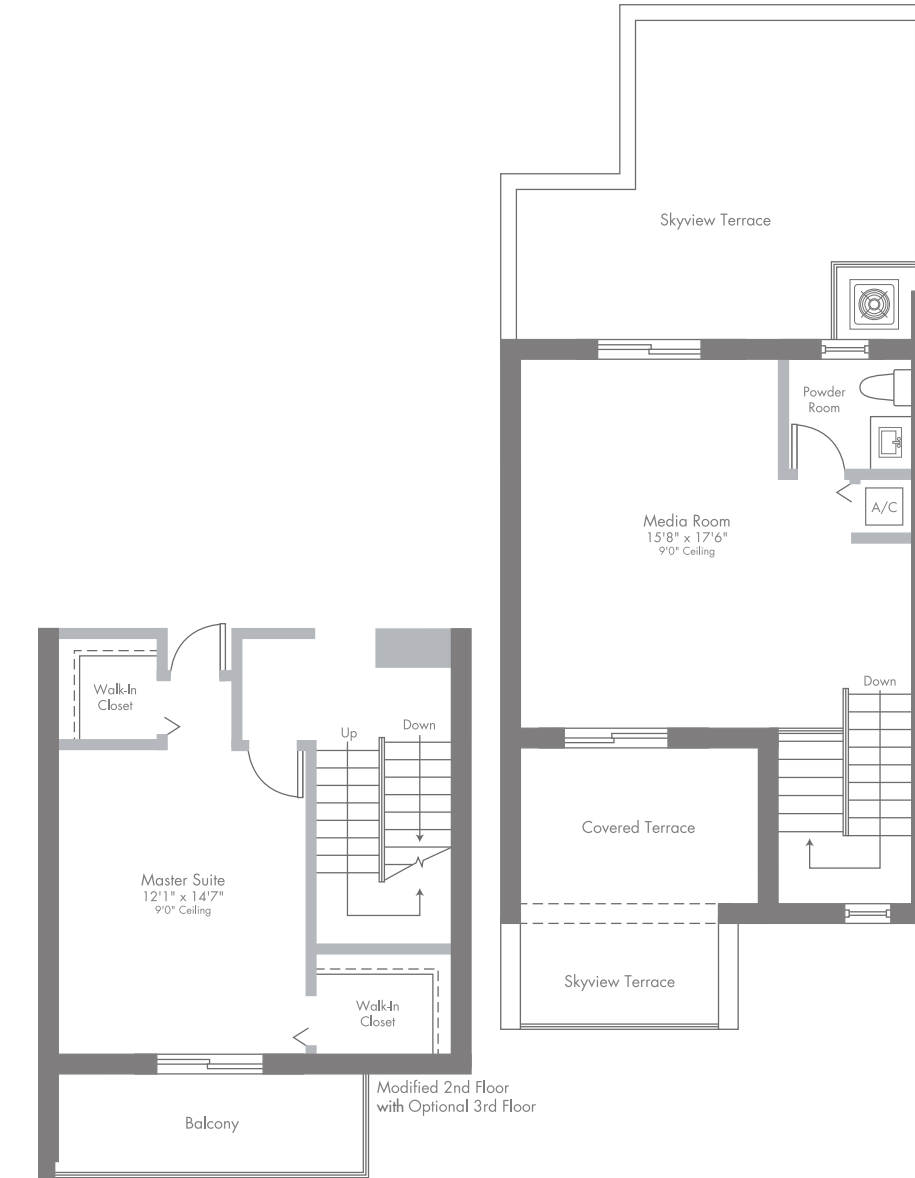 Skyview Terrace
Powder
Room
A/C
Media Room
15'8" x 17'6"
9'0" Ceiling
Down
Covered Terrace
Skyview Terrace
Walk-In
Closet
Up
Down
Master Suite
12'1" x 14'7"
9'0" Ceiling
Walk-In
Closet
Balcony
Modified 2nd Floor
with Optional 3rd Floor